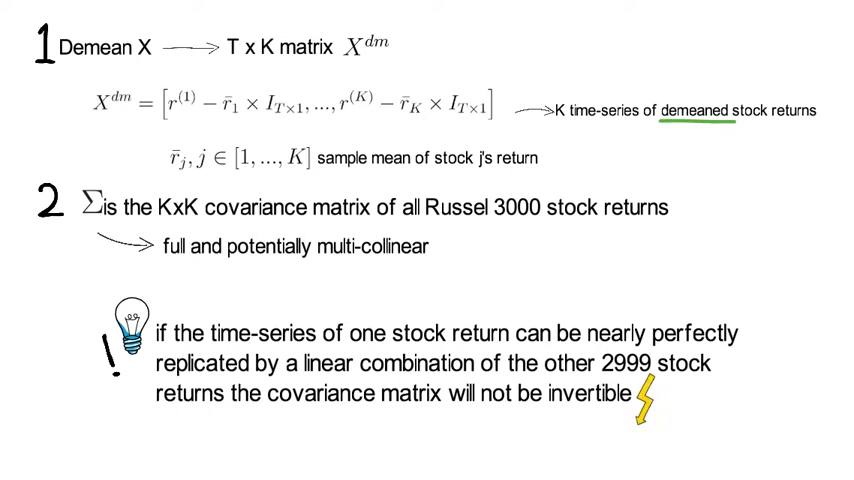 1 Demean X → T x K matrix X^{dm}
X^{dm} = [r^{(1)} − r̄_1 × I_{T×1}, ..., r^{(K)} − r̄_K × I_{T×1}] → K time-series of demeaned stock returns
r̄_j, j ∈ [1, ..., K] sample mean of stock j's return
2 Σ is the KxK covariance matrix of all Russel 3000 stock returns
→ full and potentially multi-collinear
! if the time-series of one stock return can be nearly perfectly
replicated by a linear combination of the other 2999 stock
returns the covariance matrix will not be invertible